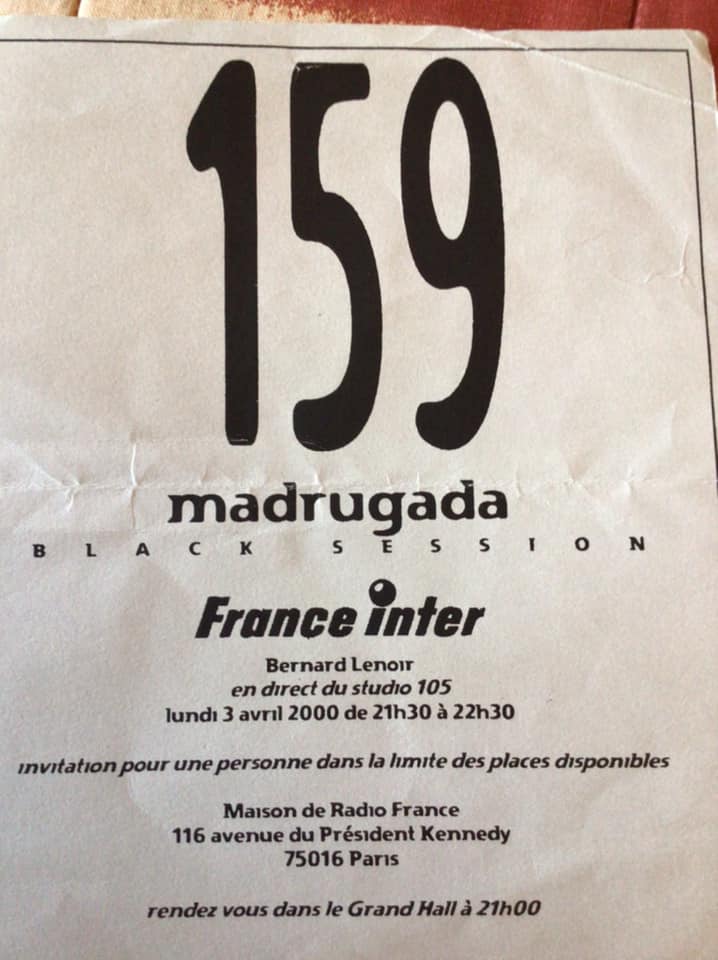 159
madrugada
BLACK SESSION
France inter
Bernard Lenoir
en direct du studio 105
lundi 3 avril 2000 de 21h30 à 22h30
invitation pour une personne dans la limite des places disponibles
Maison de Radio France
116 avenue du Président Kennedy
75016 Paris
rendez vous dans le Grand Hall à 21h00